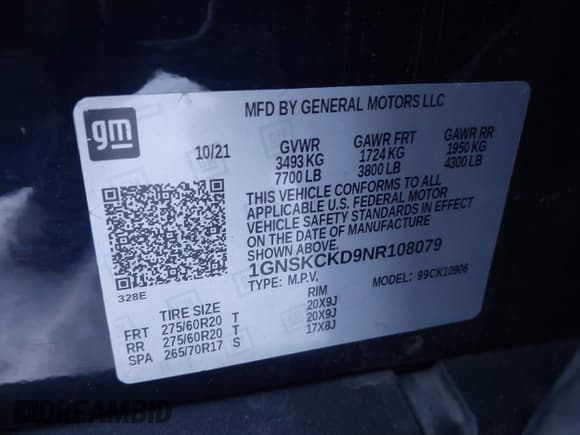 MFD BY GENERAL MOTORS LLC
gm
10/21
GVWR GAWR FRT GAWR RR
3493 KG 1724 KG 1950 KG
7700 LB 3800 LB 4300 LB
THIS VEHICLE CONFORMS TO ALL
APPLICABLE U.S. FEDERAL MOTOR
VEHICLE SAFETY STANDARDS IN EFFECT
ON THE DATE OF MANUFACTURE
SHOWN ABOVE.
1GNSKCKD9NR108079
TYPE: M.P.V. MODEL: 99CK10906
328E
TIRE SIZE RIM
FRT 275/60R20 T 20X9J
RR 275/60R20 T 20X9J
SPA 265/70R17 S 17X8J
DREAMBID